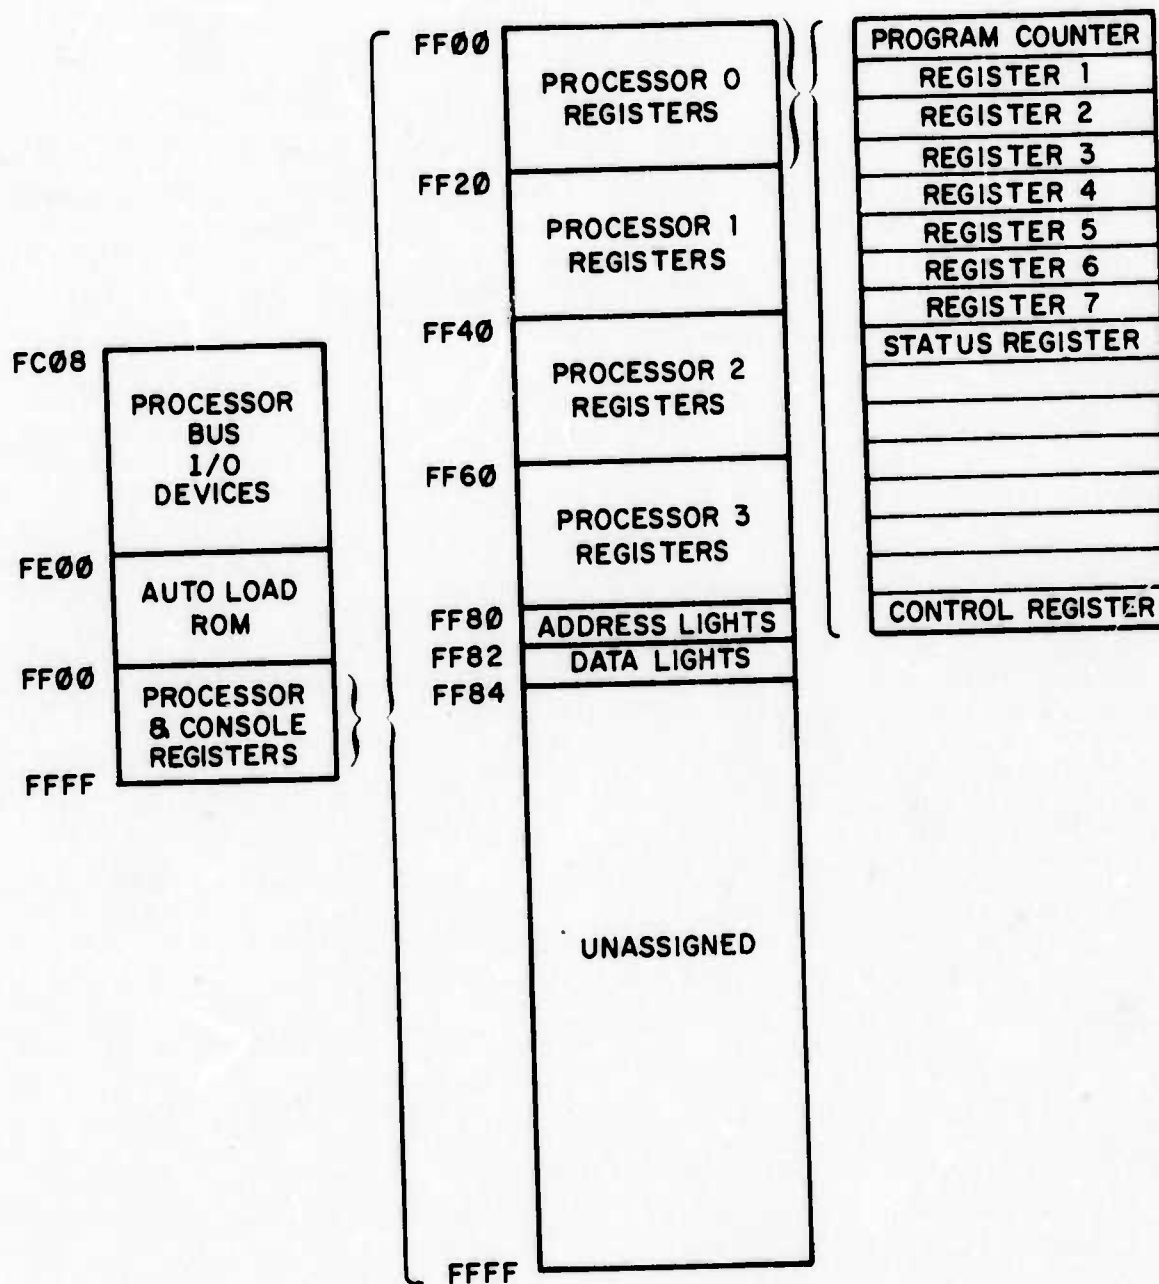 FC08
PROCESSOR
BUS
I/O
DEVICES
FE00
AUTO LOAD
ROM
FF00
PROCESSOR
& CONSOLE
REGISTERS
FFFF
FF00
PROCESSOR 0
REGISTERS
FF20
PROCESSOR 1
REGISTERS
FF40
PROCESSOR 2
REGISTERS
FF60
PROCESSOR 3
REGISTERS
FF80
ADDRESS LIGHTS
FF82
DATA LIGHTS
FF84
UNASSIGNED
FFFF
PROGRAM COUNTER
REGISTER 1
REGISTER 2
REGISTER 3
REGISTER 4
REGISTER 5
REGISTER 6
REGISTER 7
STATUS REGISTER
CONTROL REGISTER